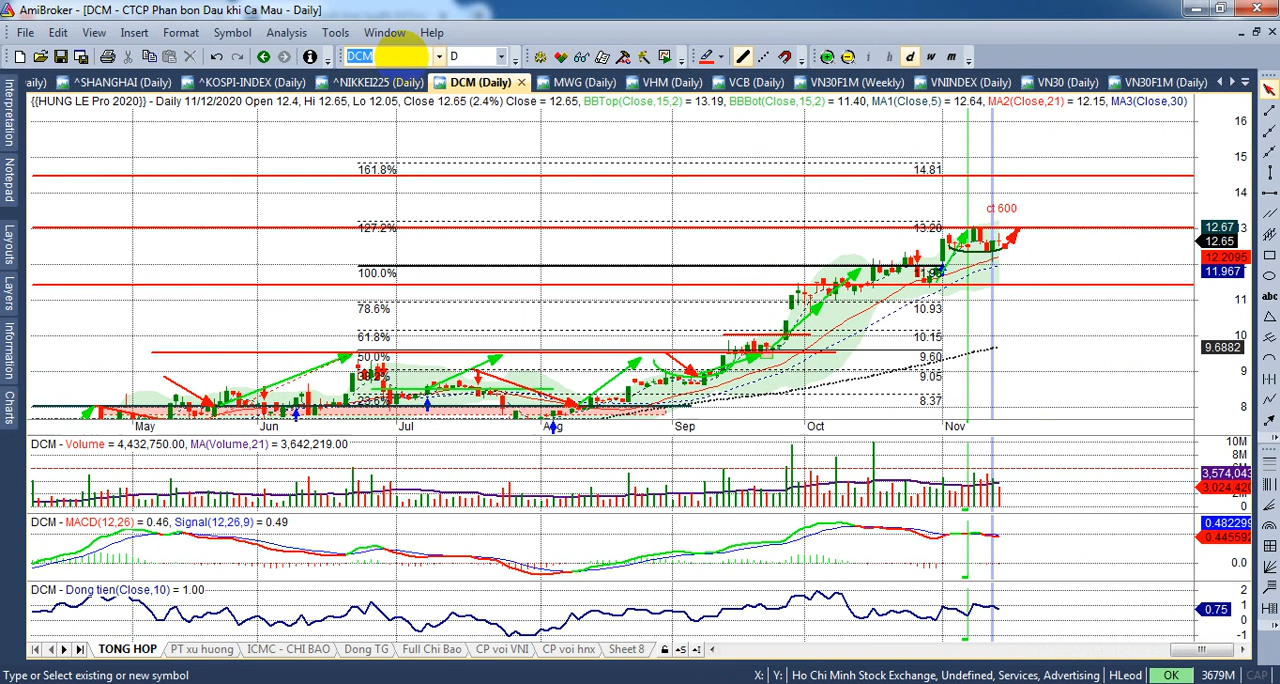 AmiBroker - [DCM - CTCP Phan bon Dau khi Ca Mau - Daily]
File Edit View Insert Format Symbol Analysis Tools Window Help
DCM D i d w m
aily) ^SHANGHAI (Daily) ^KOSPI-INDEX (Daily) ^NIKKEI225 (Daily) DCM (Daily) MWG (Daily) VHM (Daily) VCB (Daily) VN30F1M (Weekly) VNINDEX (Daily) VN30 (Daily) VN30F1M (Daily)
{{HUNG LE Pro 2020}} - Daily 11/12/2020 Open 12.4, Hi 12.65, Lo 12.05, Close 12.65 (2.4%) Close = 12.65, BBTop(Close,15,2) = 13.19, BBBot(Close,15,2) = 11.40, MA1(Close,5) = 12.64, MA2(Close,21) = 12.15, MA3(Close,30)
Interpretation
Notepad
Layouts
Layers
Information
Charts
16
15
14
13
11
10
9
8
161.8% 14.81
ct 600
127.2% 13.20
12.67
12.65
12.2095
11.967
100.0%
78.6% 10.93
61.8% 10.15
50.0% 9.60
9.6882
9.05
23.6% 8.37
May Jun Jul Aug Sep Oct Nov
DCM - Volume = 4,432,750.00, MA(Volume,21) = 3,642,219.00
10M
8M
3,574,043
3,024,420
DCM - MACD(12,26) = 0.46, Signal(12,26,9) = 0.49
0.482299
0.445592
0.0
DCM - Dong tien(Close,10) = 1.00
2
1
0.75
0
-1
TONG HOP PT xu huong ICMC - CHI BAO Dong TG Full Chi Bao CP voi VNI CP voi hnx Sheet 8
abc
Type or Select existing or new symbol X: Y: Ho Chi Minh Stock Exchange, Undefined, Services, Advertising HLeod OK 3679M CAP